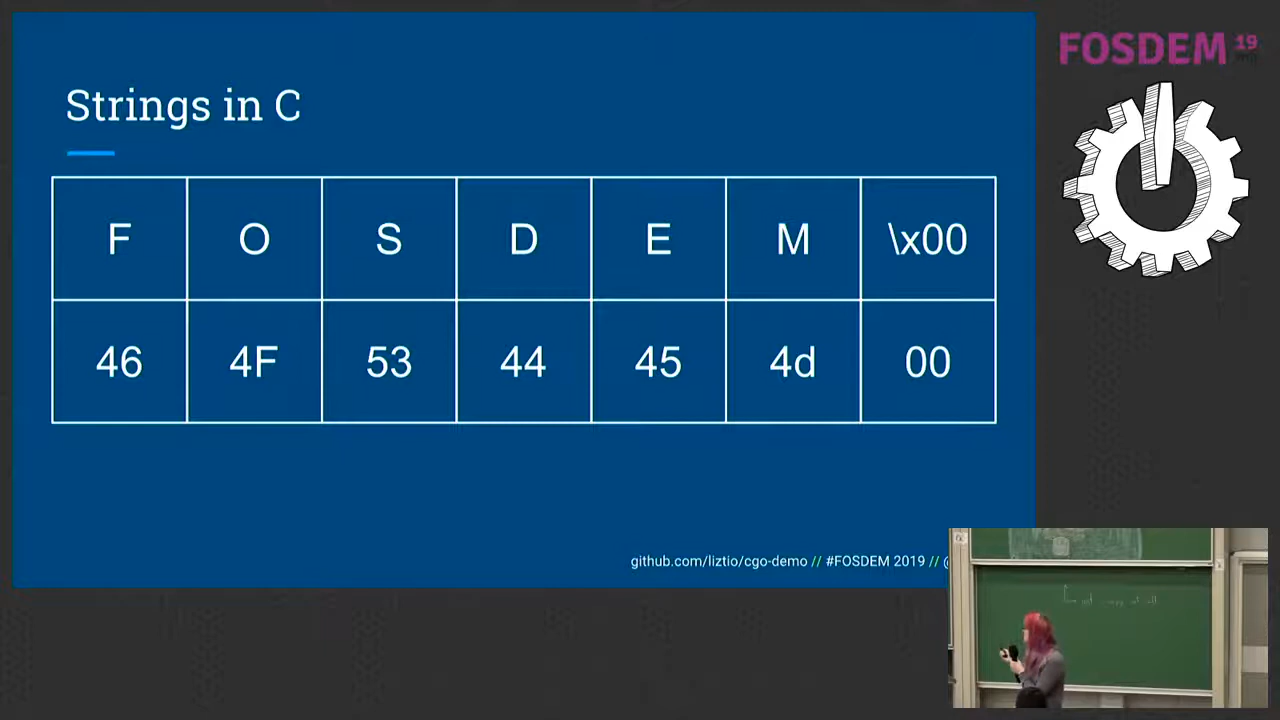 FOSDEM 19
Strings in C
F O S D E M \x00
46 4F 53 44 45 4d 00
github.com/liztio/cgo-demo // #FOSDEM 2019 // @